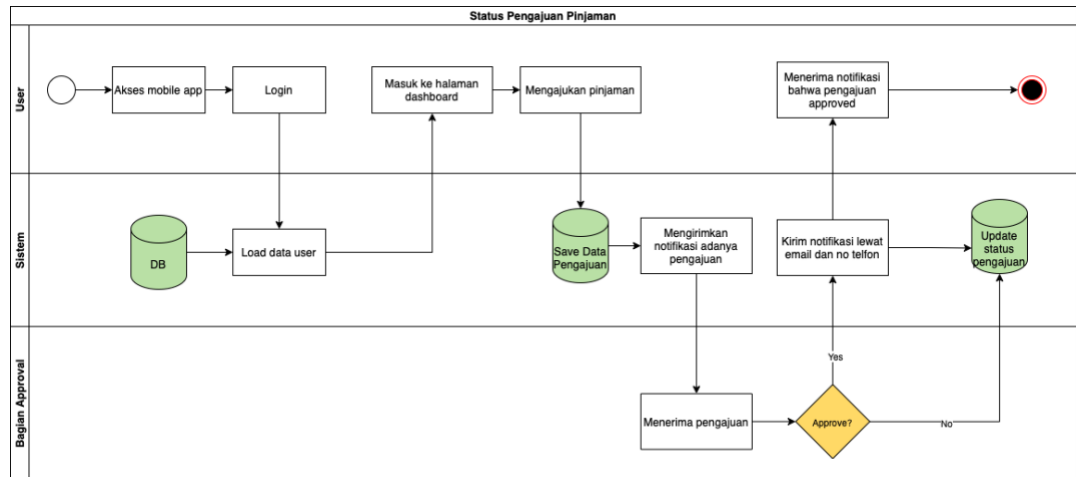 Status Pengajuan Pinjaman
User
Akses mobile app
Login
Masuk ke halaman
dashboard
Mengajukan pinjaman
Menerima notifikasi
bahwa pengajuan
approved
Sistem
DB
Load data user
Save Data
Pengajuan
Mengirimkan
notifikasi adanya
pengajuan
Kirim notifikasi lewat
email dan no telfon
Update
status
pengajuan
Bagian Approval
Menerima pengajuan
Approve?
Yes
No